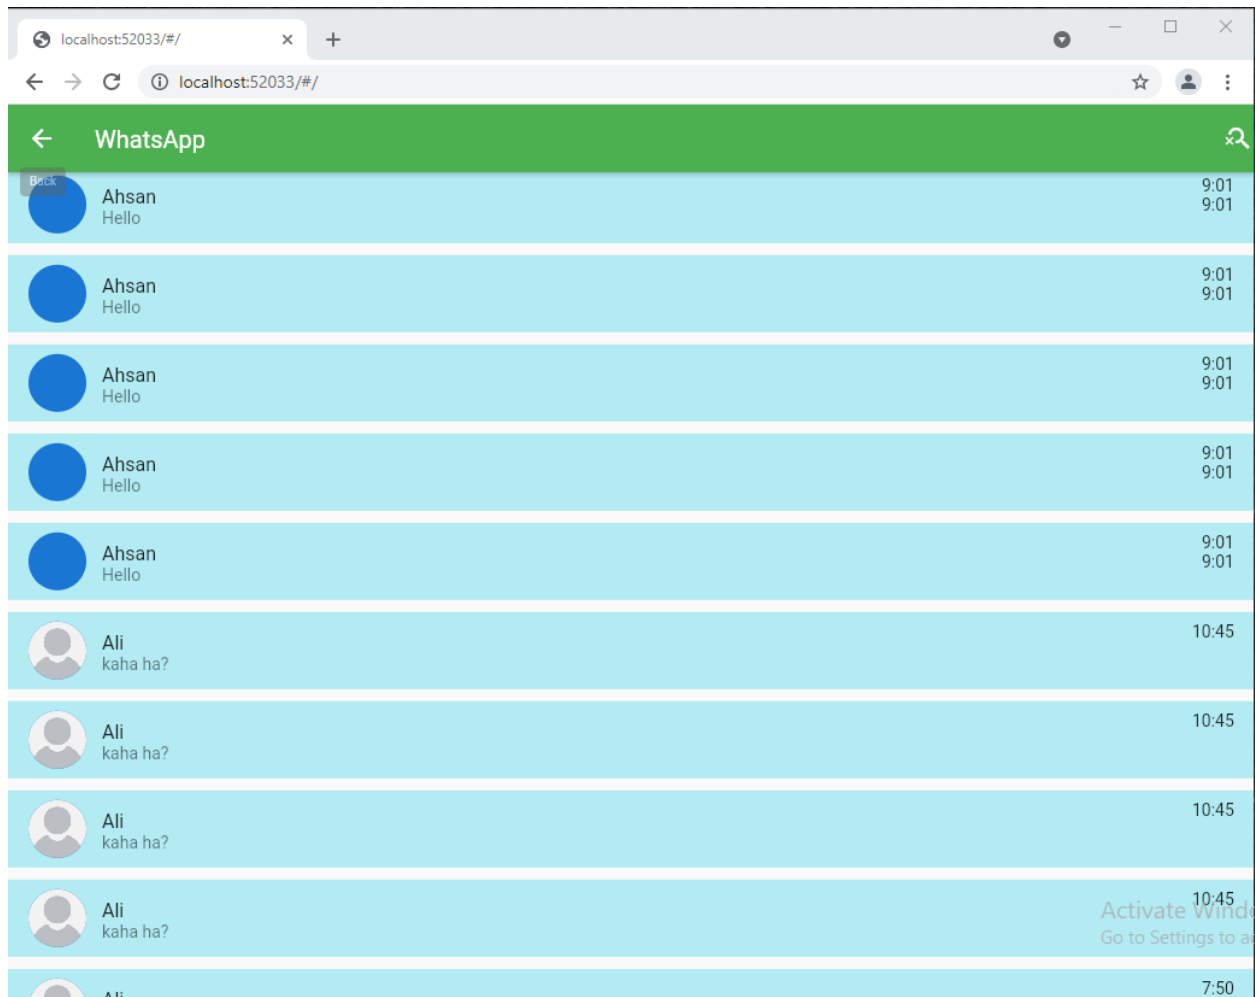 localhost:52033/#/
localhost:52033/#/
WhatsApp
Back
Ahsan
Hello
9:01
9:01
Ahsan
Hello
9:01
9:01
Ahsan
Hello
9:01
9:01
Ahsan
Hello
9:01
9:01
Ahsan
Hello
9:01
9:01
Ali
kaha ha?
10:45
Ali
kaha ha?
10:45
Ali
kaha ha?
10:45
Ali
kaha ha?
10:45
Activate Windo
Go to Settings to a
Ali
7:50